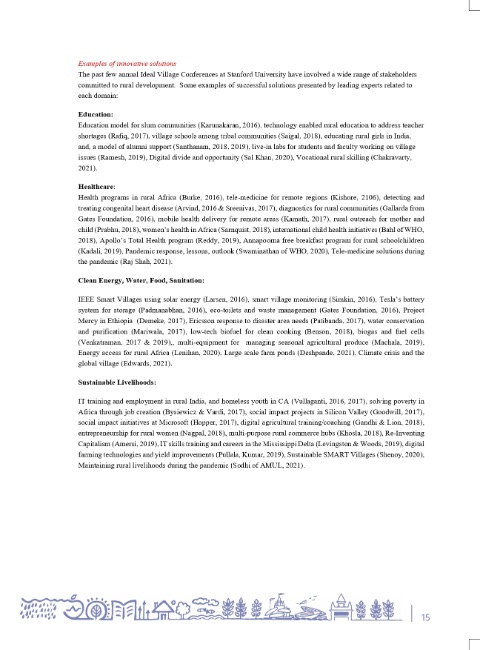 Examples of innovative solutions
The past few annual Ideal Village Conferences at Stanford University have involved a wide range of stakeholders
committed to rural development.  Some examples of successful solutions presented by leading experts related to
each domain:
Education:
Education model for slum communities (Karunakaran, 2016), technology enabled rural education to address teacher
shortages (Rafiq, 2017), village schools among tribal communities (Saigal, 2018), educating rural girls in India,
and, a model of alumni support (Santhanam, 2018, 2019), live-in labs for students and faculty working on village
issues (Ramesh, 2019), Digital divide and opportunity (Sal Khan, 2020), Vocational rural skilling (Chakravarty,
2021).
Healthcare:
Health programs in rural Africa (Burke, 2016), tele-medicine for remote regions (Kishore, 2106), detecting and
treating congenital heart disease (Arvind, 2016 & Sreenivas, 2017), diagnostics for rural communities (Gallarda from
Gates Foundation, 2016), mobile health delivery for remote areas (Kamath, 2017), rural outreach for mother and
child (Prabhu, 2018), women's health in Africa (Sarnquist, 2018), international child health initiatives (Bahl of WHO,
2018), Apollo's Total Health program (Reddy, 2019), Annapoorna free breakfast program for rural schoolchildren
(Kadali, 2019), Pandemic response, lessons, outlook (Swaminathan of WHO, 2020), Tele-medicine solutions during
the pandemic (Raj Shah, 2021).
Clean Energy, Water, Food, Sanitation:
IEEE Smart Villages using solar energy (Larsen, 2016), smart village monitoring (Simkin, 2016), Tesla's battery
system for storage (Padmanabhan, 2016), eco-toilets and waste management (Gates Foundation, 2016), Project
Mercy in Ethiopia  (Demeke, 2017), Ericsson response to disaster area needs (Patibanda, 2017), water conservation
and purification (Mariwala, 2017), low-tech biofuel for clean cooking (Benson, 2018), biogas and fuel cells
(Venkatraman, 2017 & 2019),, multi-equipment for  managing seasonal agricultural produce (Machala, 2019),
Energy access for rural Africa (Lenihan, 2020), Large scale farm ponds (Deshpande, 2021), Climate crisis and the
global village (Edwards, 2021).
Sustainable Livelihoods:
IT training and employment in rural India, and homeless youth in CA (Vullaganti, 2016, 2017), solving poverty in
Africa through job creation (Bysiewicz & Vardi, 2017), social impact projects in Silicon Valley (Goodwill, 2017),
social impact initiatives at Microsoft (Hopper, 2017), digital agricultural training/coaching (Gandhi & Lion, 2018),
entrepreneurship for rural women (Nagpal, 2018), multi-purpose rural commerce hubs (Khosla, 2018), Re-Inventing
Capitalism (Amersi, 2019), IT skills training and careers in the Mississippi Delta (Lavingston & Woods, 2019), digital
farming technologies and yield improvements (Pullala, Kumar, 2019), Sustainable SMART Villages (Shenoy, 2020),
Maintaining rural livelihoods during the pandemic (Sodhi of AMUL, 2021).
15